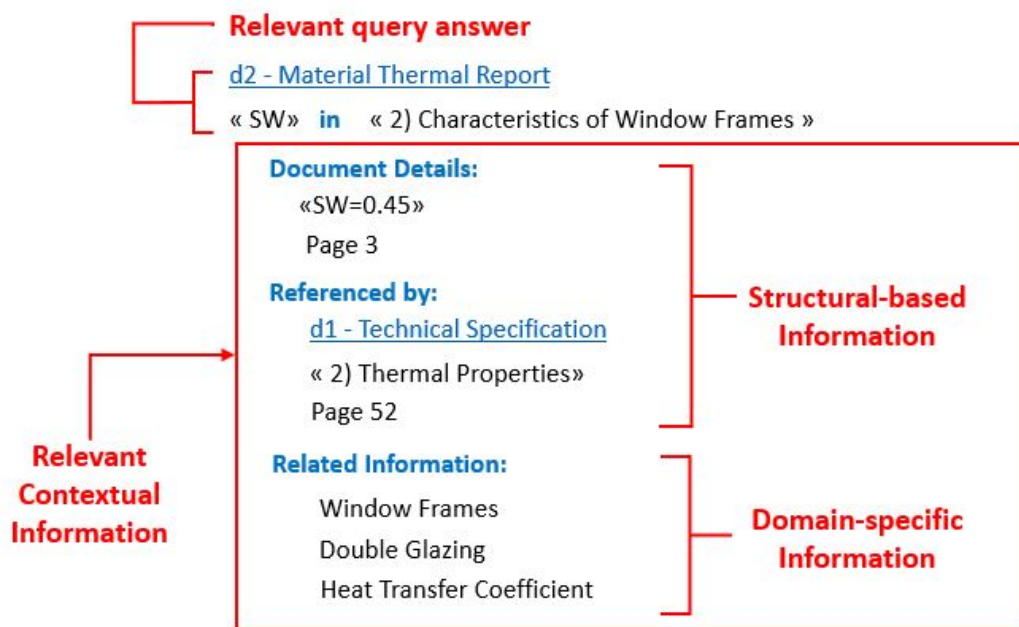 Relevant query answer
d2 - Material Thermal Report
« SW» in « 2) Characteristics of Window Frames »
Document Details:
«SW=0.45»
Page 3
Referenced by:
d1 - Technical Specification
« 2) Thermal Properties»
Page 52
Structural-based
Information
Relevant
Contextual
Information
Related Information:
Window Frames
Double Glazing
Heat Transfer Coefficient
Domain-specific
Information